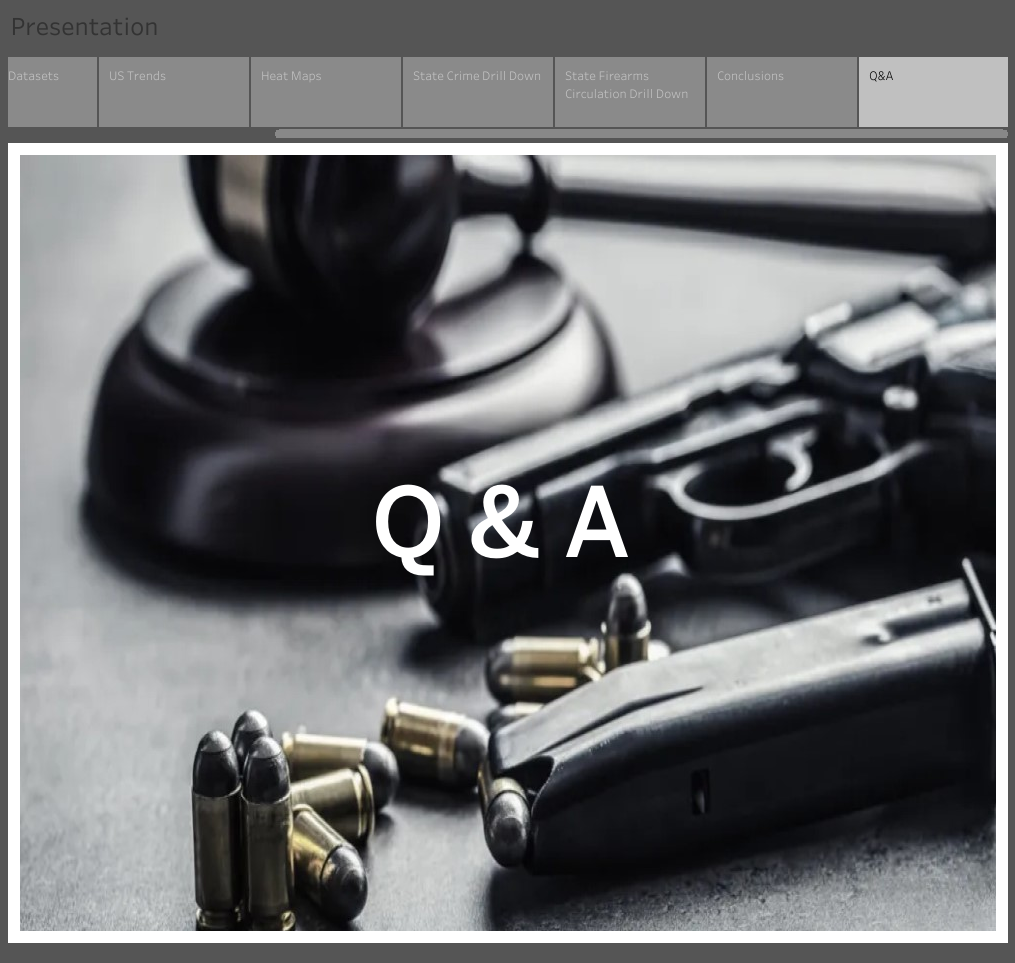 Presentation
Datasets
US Trends
Heat Maps
State Crime Drill Down
State Firearms
Circulation Drill Down
Conclusions
Q&A
Q & A